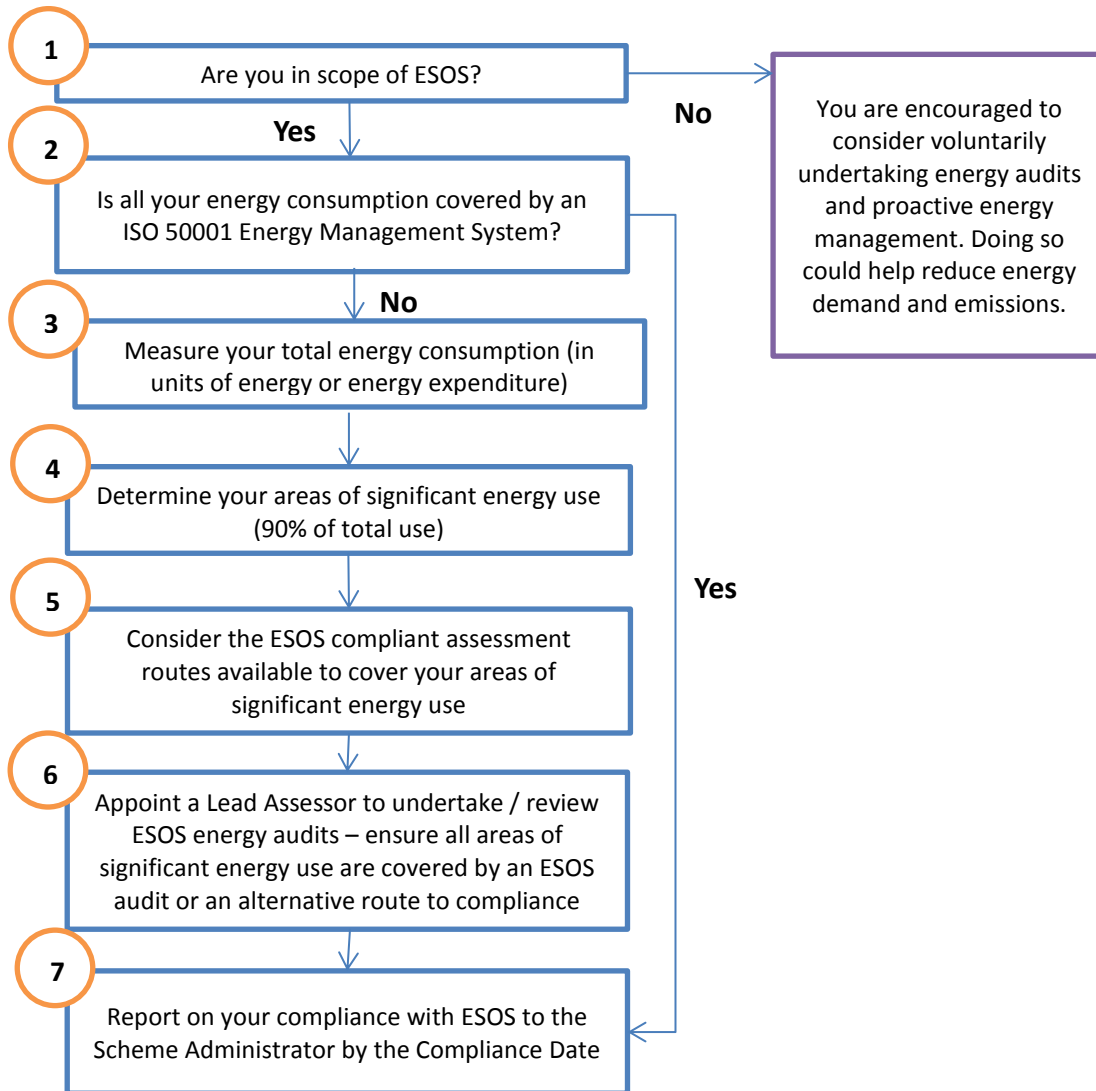 1
Are you in scope of ESOS?
No
You are encouraged to
consider voluntarily
undertaking energy audits
and proactive energy
management. Doing so
could help reduce energy
demand and emissions.
Yes
2
Is all your energy consumption covered by an
ISO 50001 Energy Management System?
No
3
Measure your total energy consumption (in
units of energy or energy expenditure)
4
Determine your areas of significant energy use
(90% of total use)
Yes
5
Consider the ESOS compliant assessment
routes available to cover your areas of
significant energy use
6
Appoint a Lead Assessor to undertake / review
ESOS energy audits – ensure all areas of
significant energy use are covered by an ESOS
audit or an alternative route to compliance
7
Report on your compliance with ESOS to the
Scheme Administrator by the Compliance Date